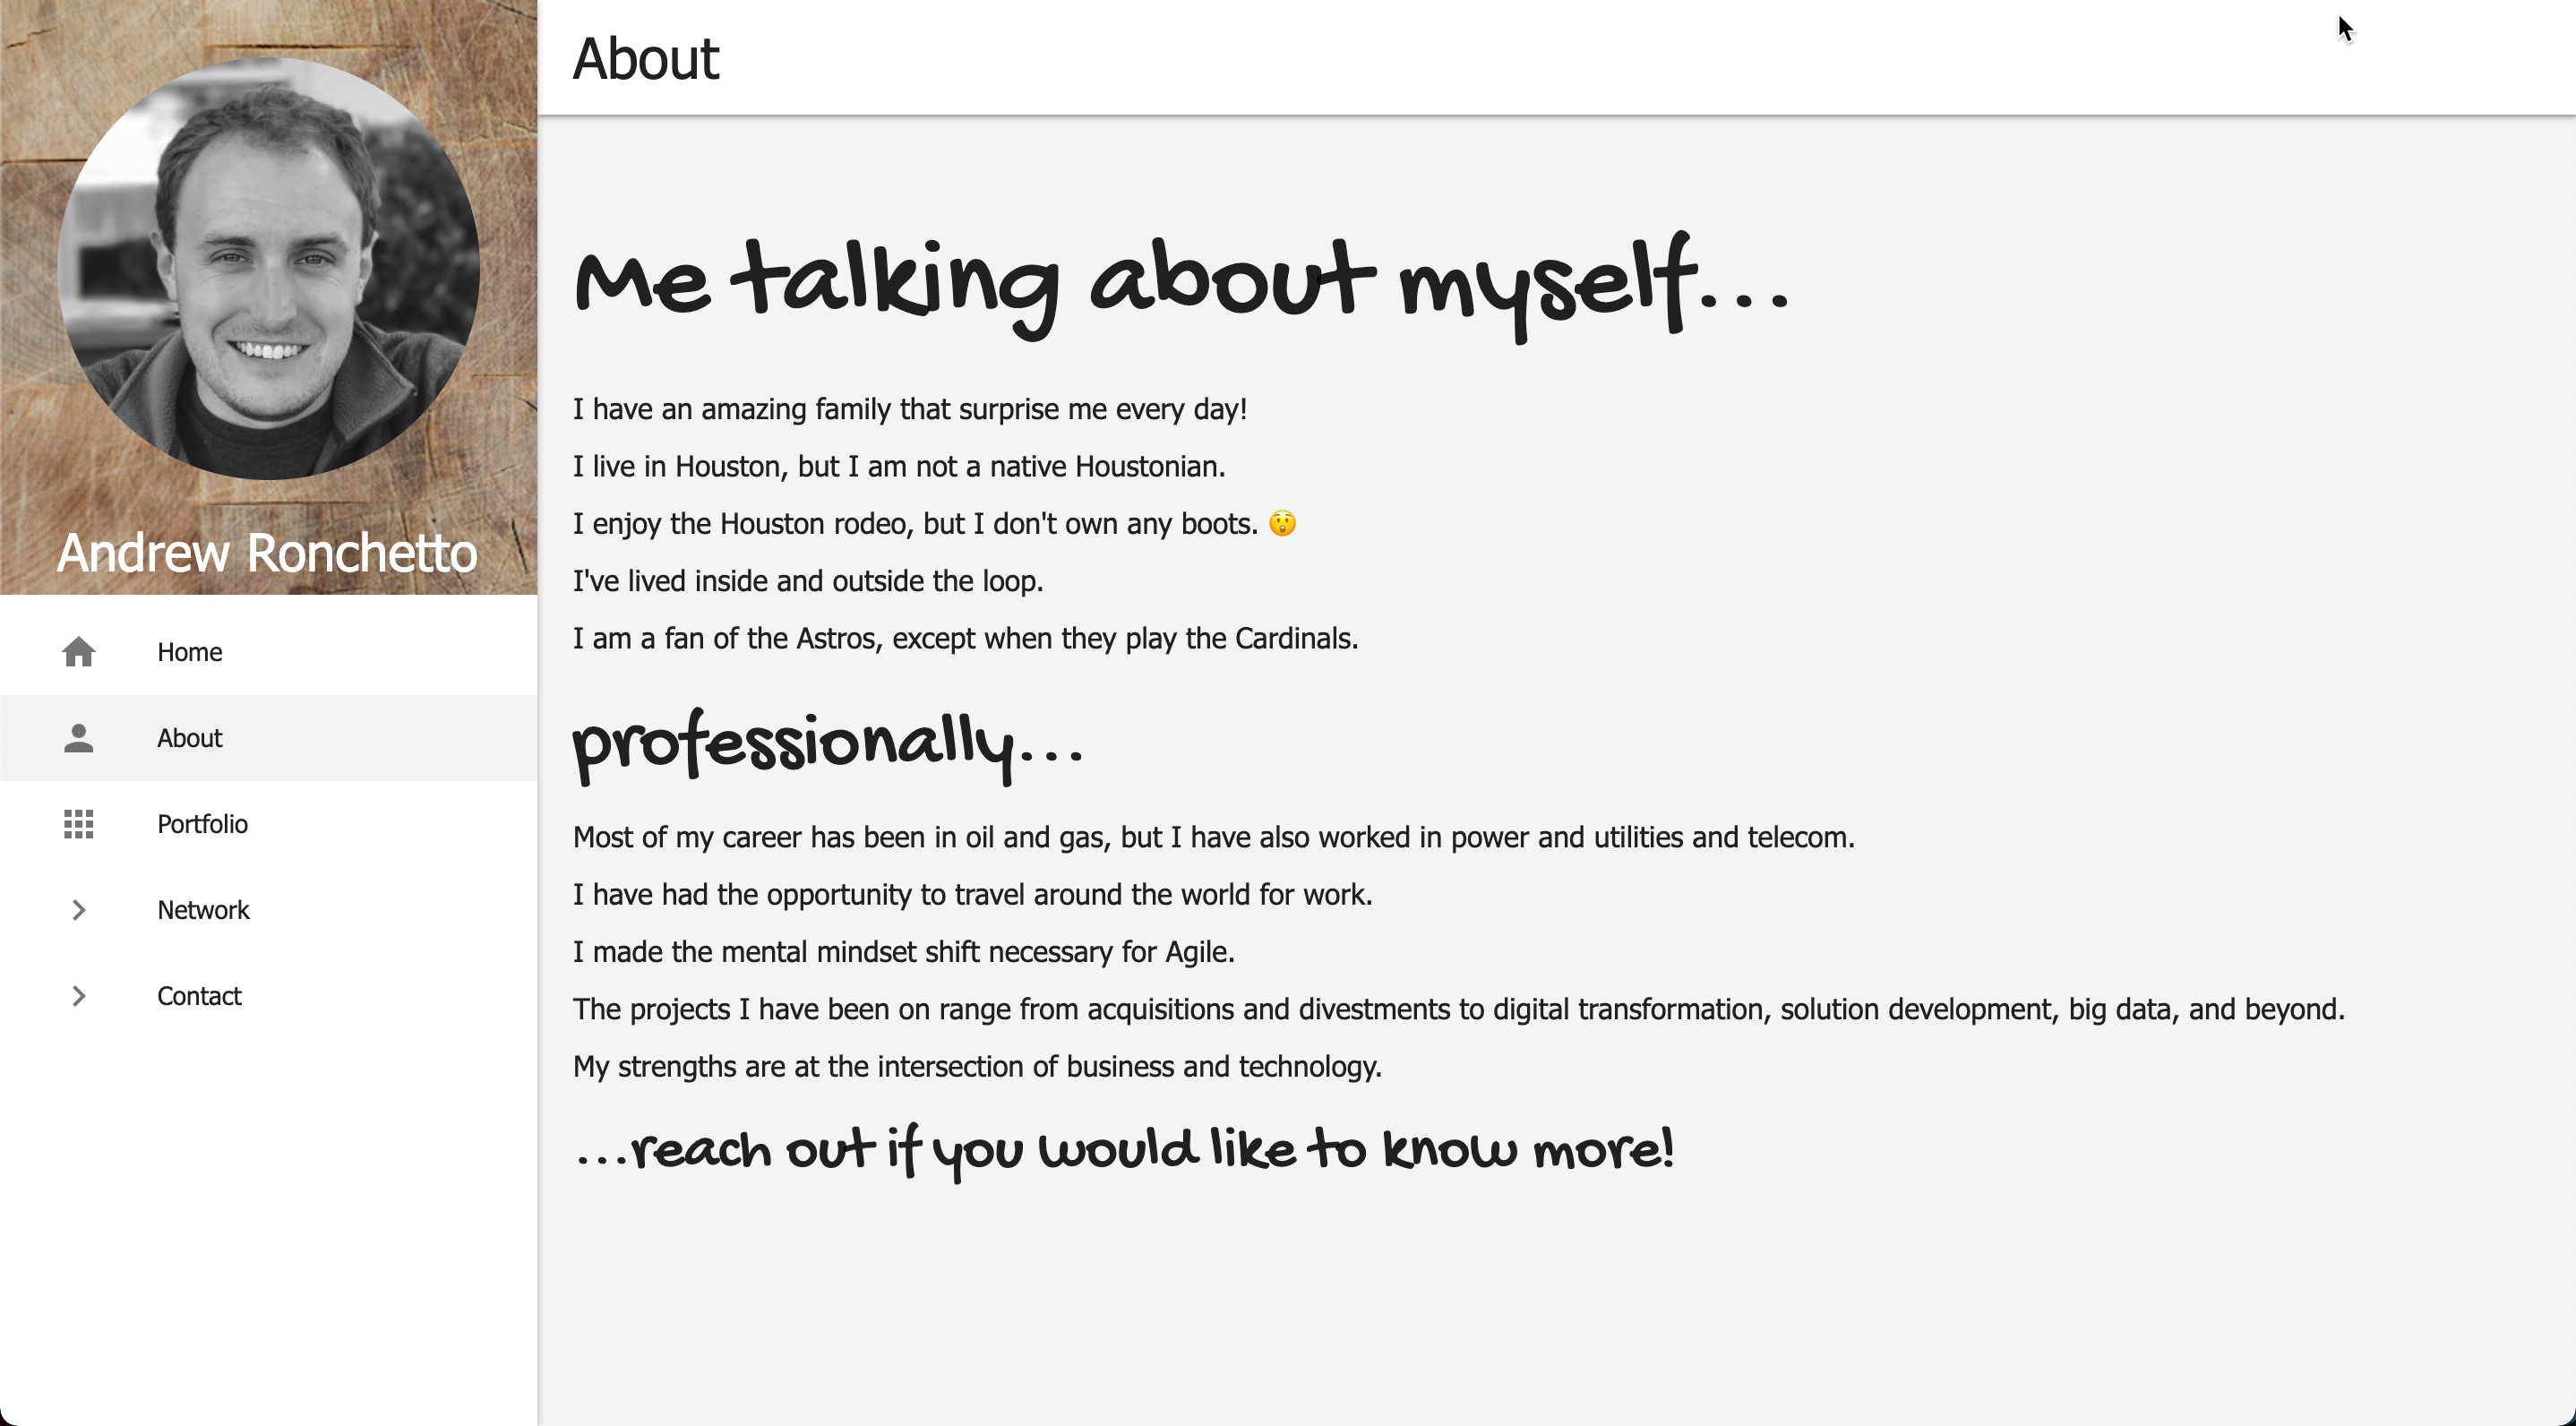 Andrew Ronchetto
Home
About
Portfolio
Network
Contact
About
Me talking about myself...
I have an amazing family that surprise me every day!
I live in Houston, but I am not a native Houstonian.
I enjoy the Houston rodeo, but I don't own any boots. 😲
I've lived inside and outside the loop.
I am a fan of the Astros, except when they play the Cardinals.
professionally...
Most of my career has been in oil and gas, but I have also worked in power and utilities and telecom.
I have had the opportunity to travel around the world for work.
I made the mental mindset shift necessary for Agile.
The projects I have been on range from acquisitions and divestments to digital transformation, solution development, big data, and beyond.
My strengths are at the intersection of business and technology.
...reach out if you would like to know more!